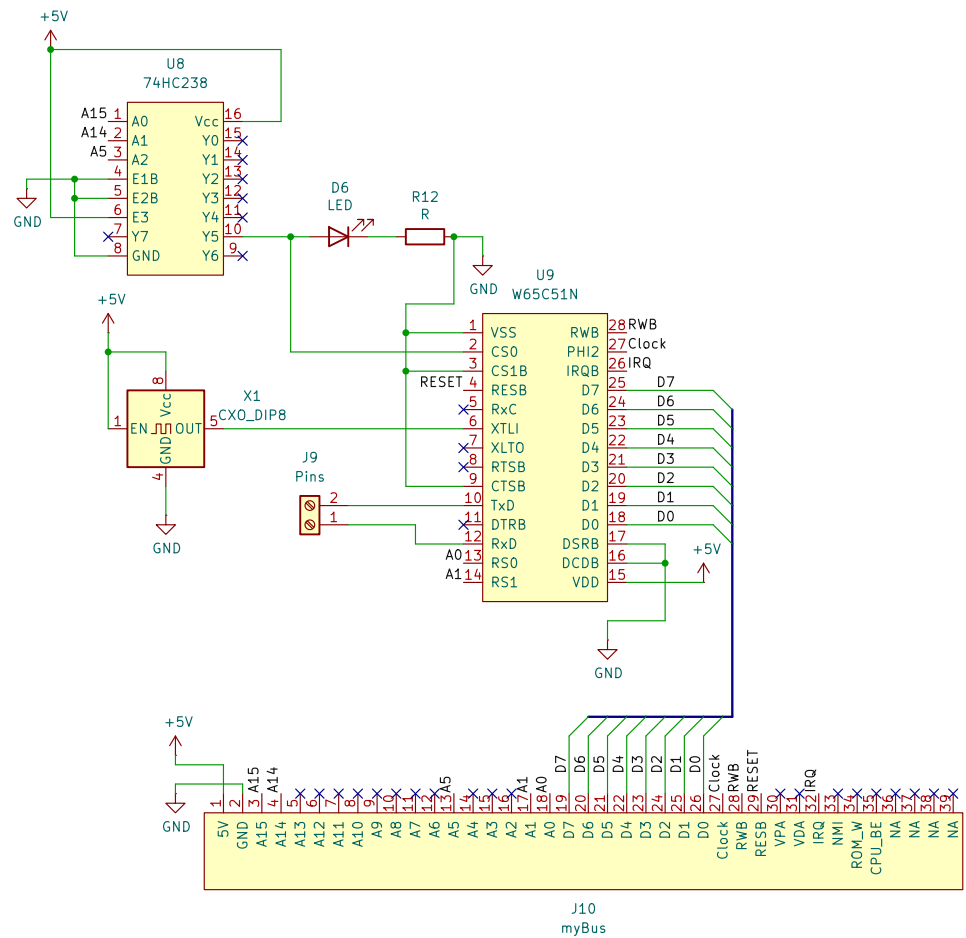 +5V
U8
74HC238
A15 1 A0 Vcc 16
A14 2 A1 Y0 15
A5 3 A2 Y1 14
4 E1B Y2 13
5 E2B Y3 12
6 E3 Y4 11
7 Y7 Y5 10
8 GND Y6 9
GND
D6
LED
R12
R
GND
U9
W65C51N
1 VSS RWB 28 RWB
2 CS0 PHI2 27 Clock
3 CS1B IRQB 26 IRQ
RESET 4 RESB D7 25 D7
5 RxC D6 24 D6
6 XTLI D5 23 D5
7 XLTO D4 22 D4
8 RTSB D3 21 D3
9 CTSB D2 20 D2
10 TxD D1 19 D1
11 DTRB D0 18 D0
12 RxD DSRB 17
A0 13 RS0 DCDB 16
A1 14 RS1 VDD 15
+5V
GND
+5V
X1
CXO_DIP8
8
Vcc
1 EN OUT 5
GND
4
GND
J9
Pins
2
1
+5V
GND
A15 A14 A5 A1 A0 D7 D6 D5 D4 D3 D2 D1 D0 Clock RWB RESET IRQ
1 2 3 4 5 6 7 8 9 10 11 12 13 14 15 16 17 18 19 20 21 22 23 24 25 26 27 28 29 30 31 32 33 34 35 36 37 38 39
5V GND A15 A14 A13 A12 A11 A10 A9 A8 A7 A6 A5 A4 A3 A2 A1 A0 D7 D6 D5 D4 D3 D2 D1 D0 Clock RWB RESB VPA VDA IRQ NMI ROM_W CPU_BE NA NA NA NA
J10
myBus